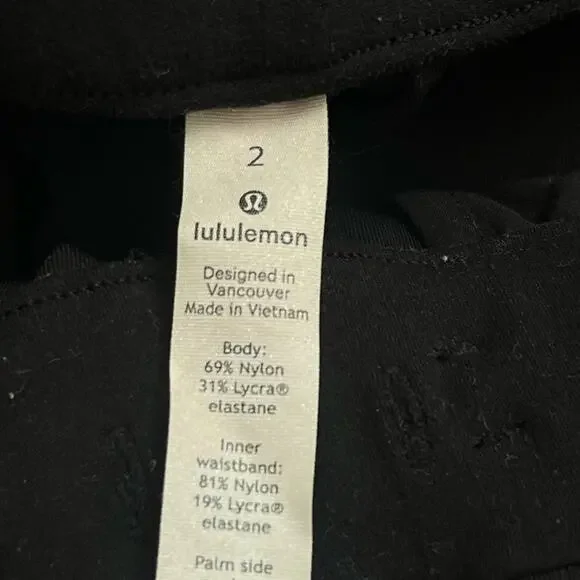 2
lululemon
Designed in
Vancouver
Made in Vietnam
Body:
69% Nylon
31% Lycra®
elastane
Inner
waistband:
81% Nylon
19% Lycra®
elastane
Palm side